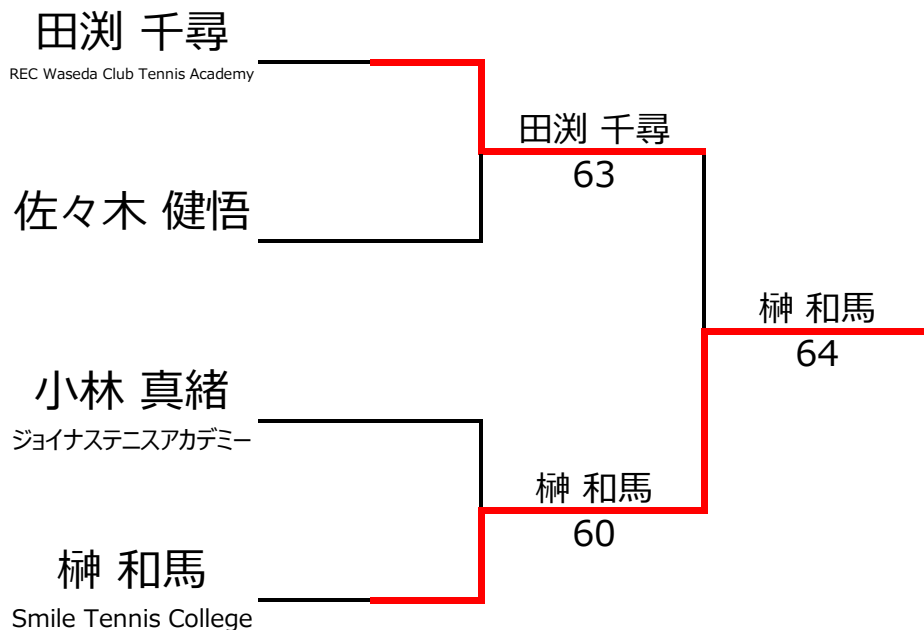 田渕 千尋
REC Waseda Club Tennis Academy
田渕 千尋
63
佐々木 健悟
榊 和馬
64
小林 真緒
ジョイナステニスアカデミー
榊 和馬
60
榊 和馬
Smile Tennis College